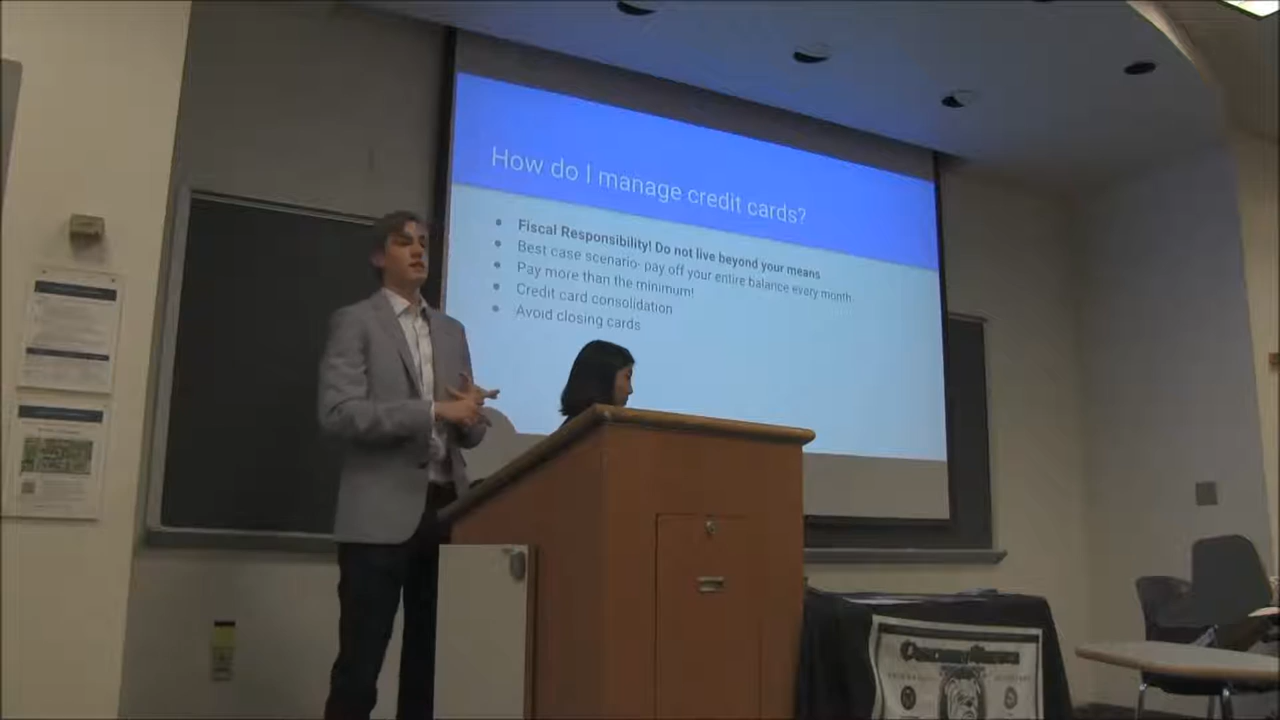 How do I manage credit cards?
Fiscal Responsibility! Do not live beyond your means
Best case scenario- pay off your entire balance every month
Pay more than the minimum!
Credit card consolidation
Avoid closing cards